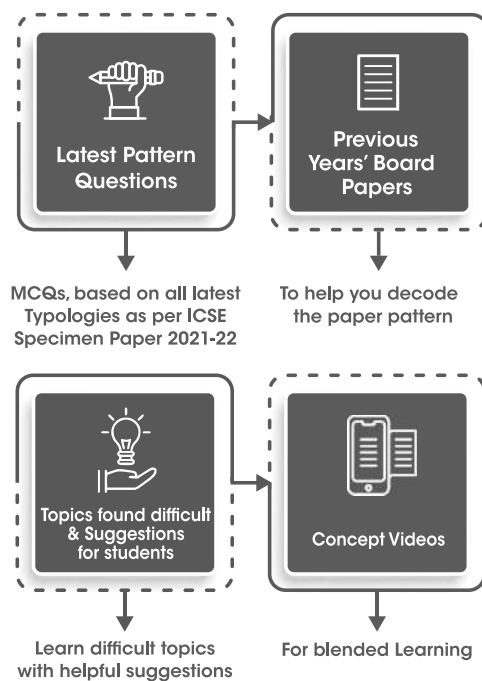 Latest Pattern
Questions
Previous
Years' Board
Papers
MCQs, based on all latest
Typologies as per ICSE
Specimen Paper 2021-22
To help you decode
the paper pattern
Topics found difficult
& Suggestions
for students
Concept Videos
Learn difficult topics
with helpful suggestions
For blended Learning